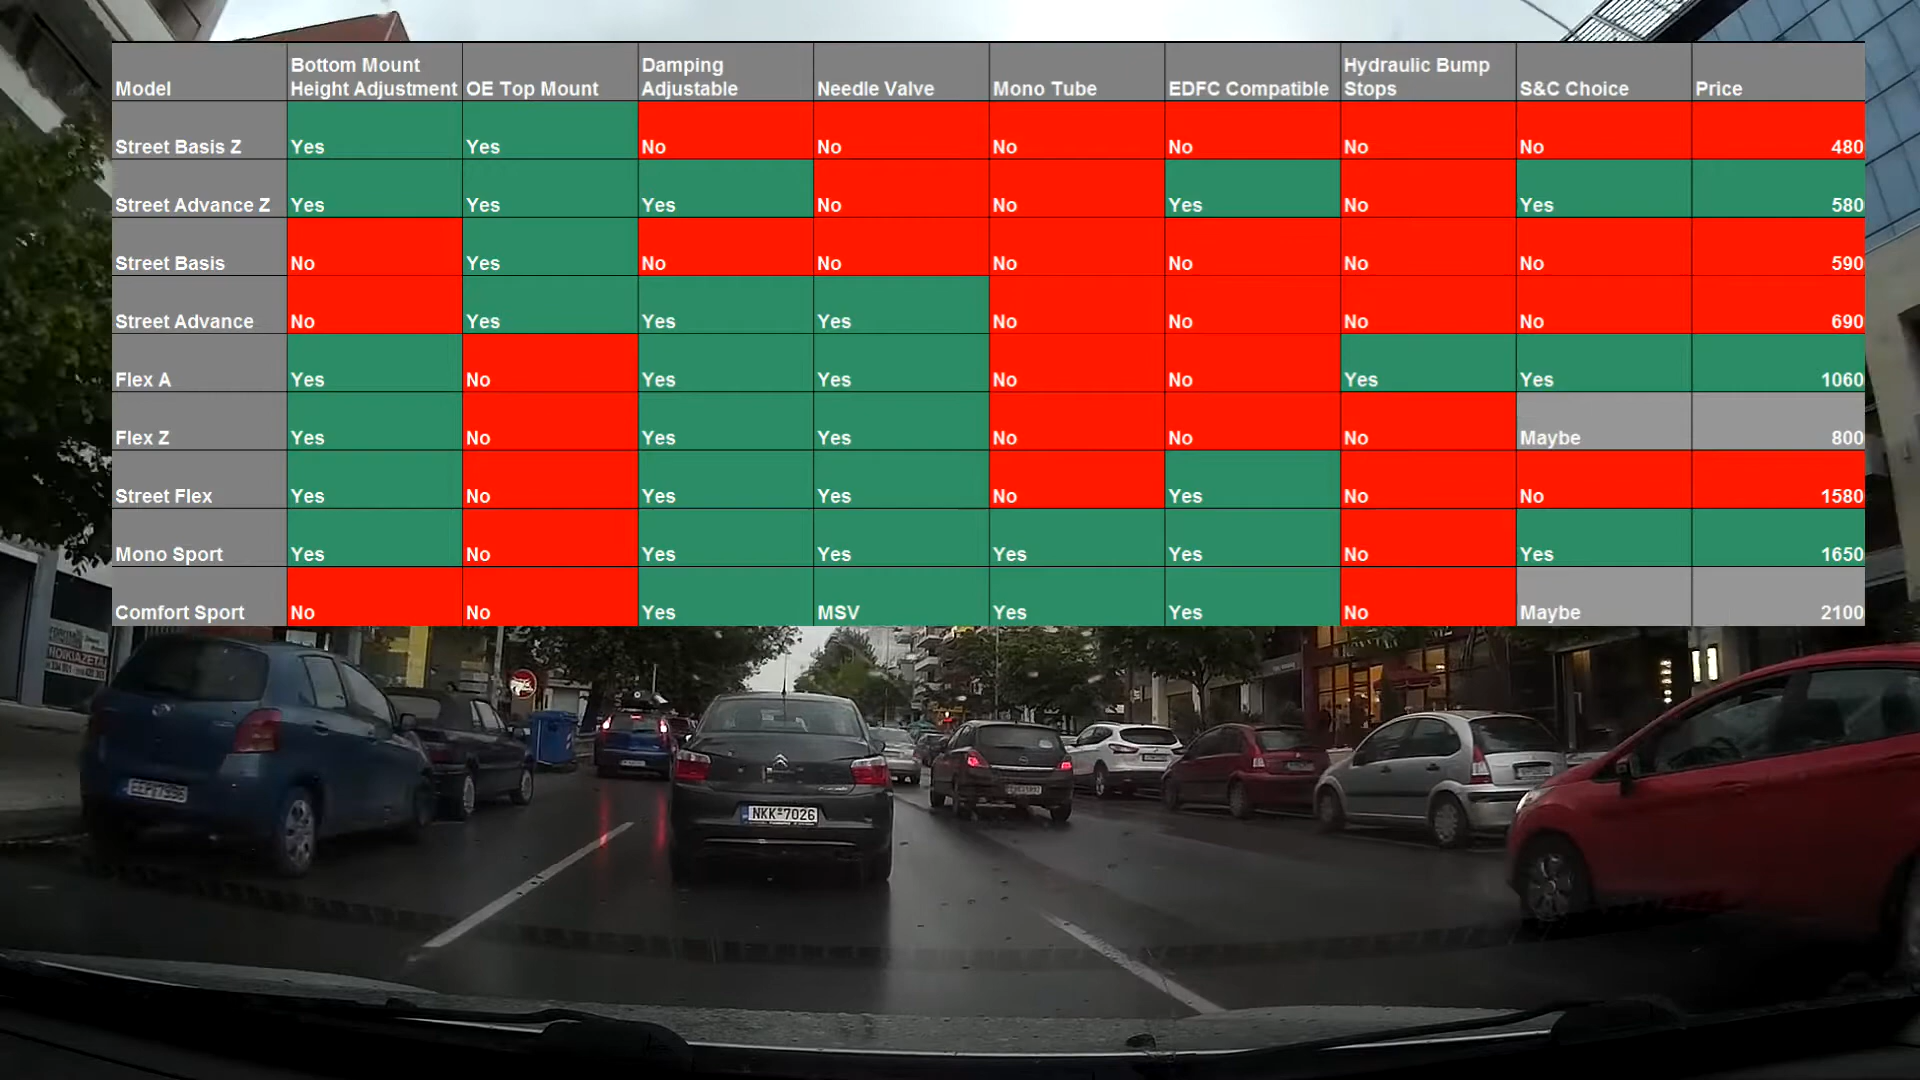 Model Bottom Mount Height Adjustment OE Top Mount Damping Adjustable Needle Valve Mono Tube EDFC Compatible Hydraulic Bump Stops S&C Choice Price
Street Basis Z Yes Yes No No No No No No 480
Street Advance Z Yes Yes Yes No No Yes No Yes 580
Street Basis No Yes No No No No No No 590
Street Advance No Yes Yes Yes No No No No 690
Flex A Yes No Yes Yes No No Yes Yes 1060
Flex Z Yes No Yes Yes No No No Maybe 800
Street Flex Yes No Yes Yes No Yes No No 1580
Mono Sport Yes No Yes Yes Yes Yes No Yes 1650
Comfort Sport No No Yes MSV Yes Yes No Maybe 2100
NKK*7026